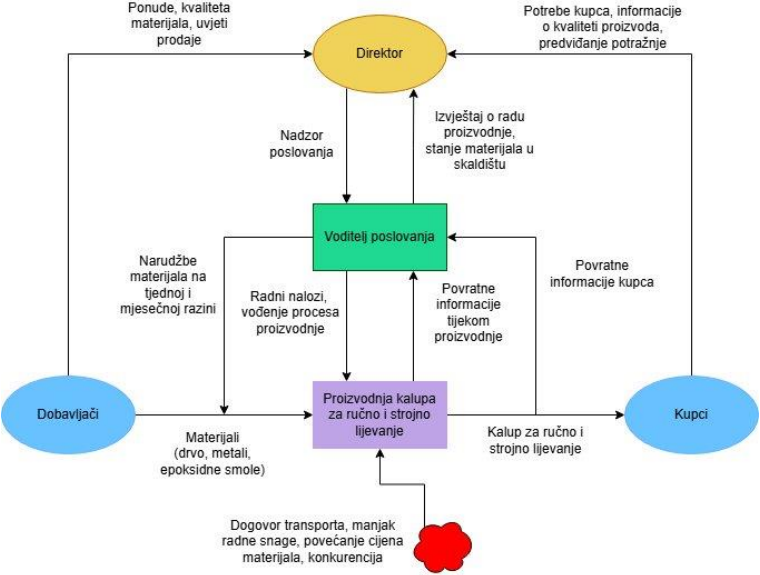 Ponude, kvaliteta
materijala, uvjeti
prodaje
Direktor
Potrebe kupca, informacije
o kvaliteti proizvoda,
predviđanje potražnje
Nadzor
poslovanja
Izvještaj o radu
proizvodnje,
stanje materijala u
skaldištu
Voditelj poslovanja
Narudžbe
materijala na
tjednoj i
mjesečnoj razini
Radni nalozi,
vođenje procesa
proizvodnje
Povratne
informacije
tijekom
proizvodnje
Povratne
informacije kupca
Dobavljači
Proizvodnja kalupa
za ručno i strojno
lijevanje
Kupci
Materijali
(drvo, metali,
epoksidne smole)
Kalup za ručno i
strojno lijevanje
Dogovor transporta, manjak
radne snage, povećanje cijena
materijala, konkurencija